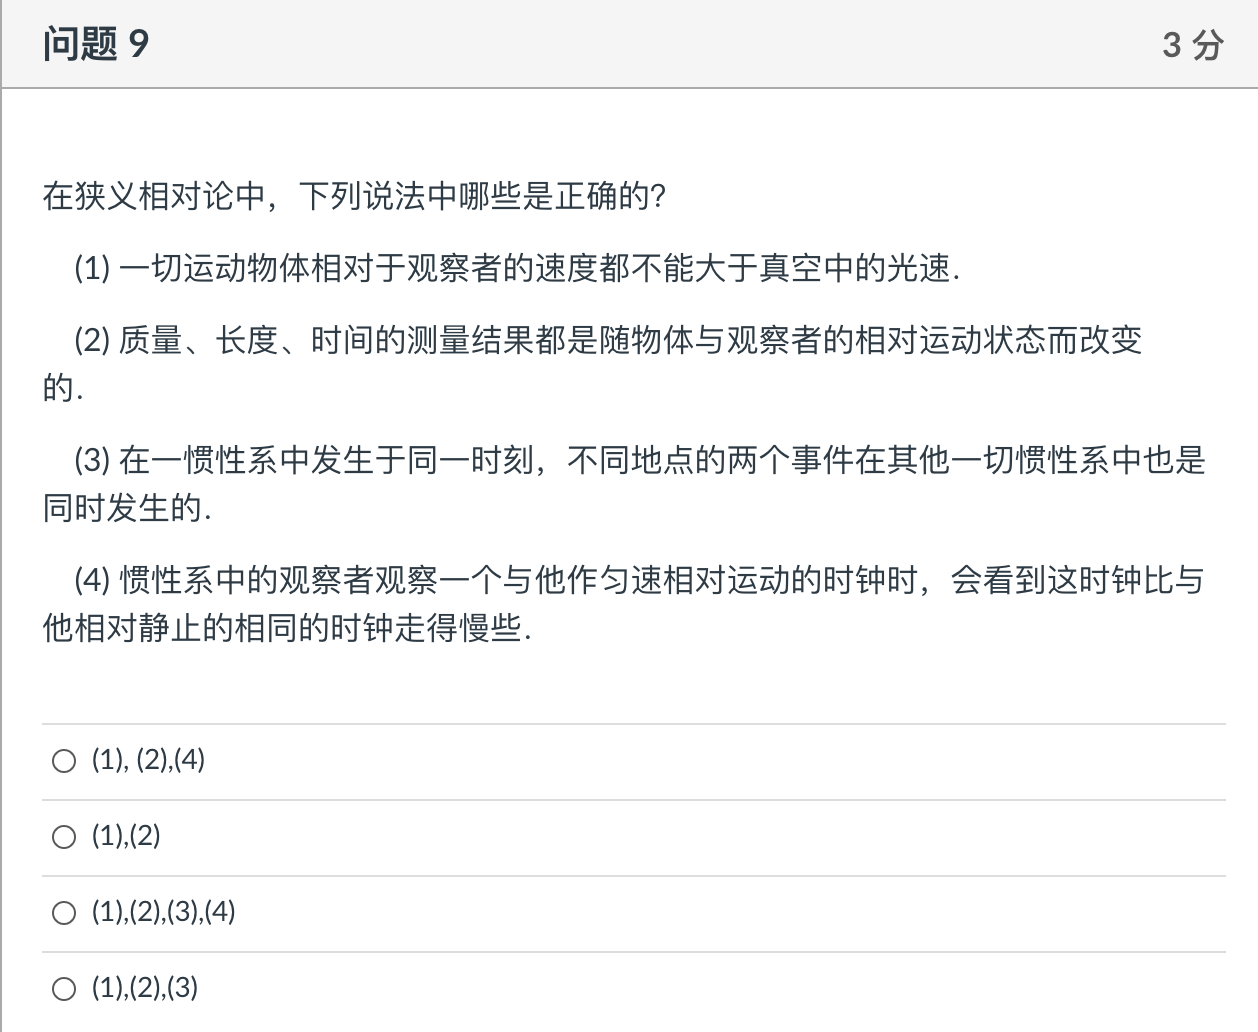 问题 9
3 分
在狭义相对论中，下列说法中哪些是正确的?
(1) 一切运动物体相对于观察者的速度都不能大于真空中的光速.
(2) 质量、长度、时间的测量结果都是随物体与观察者的相对运动状态而改变
的.
(3) 在一惯性系中发生于同一时刻，不同地点的两个事件在其他一切惯性系中也是
同时发生的.
(4) 惯性系中的观察者观察一个与他作匀速相对运动的时钟时，会看到这时钟比与
他相对静止的相同的时钟走得慢些.
(1), (2),(4)
(1),(2)
(1),(2),(3),(4)
(1),(2),(3)